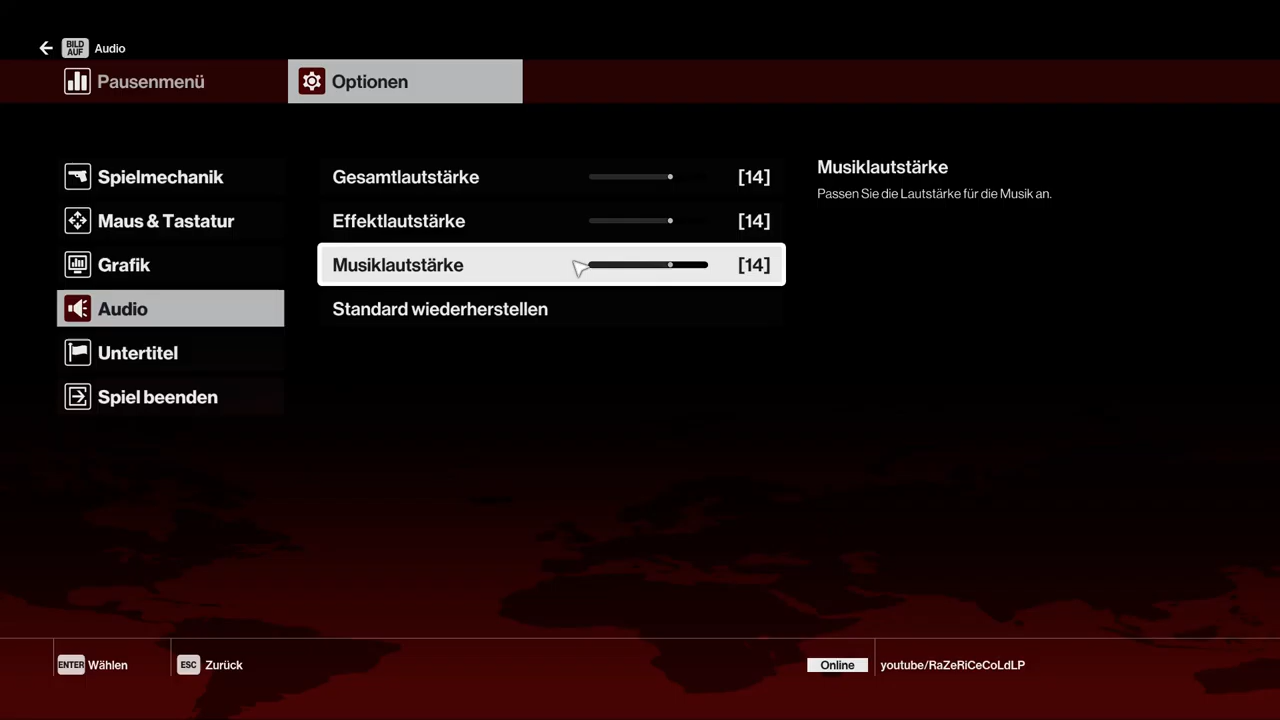 BILD AUF Audio
Pausenmenü
Optionen
Spielmechanik
Maus & Tastatur
Grafik
Audio
Untertitel
Spiel beenden
Gesamtlautstärke [14]
Effektlautstärke [14]
Musiklautstärke [14]
Standard wiederherstellen
Musiklautstärke
Passen Sie die Lautstärke für die Musik an.
ENTER Wählen
ESC Zurück
Online
youtube/RaZeRiCeCoLdLP